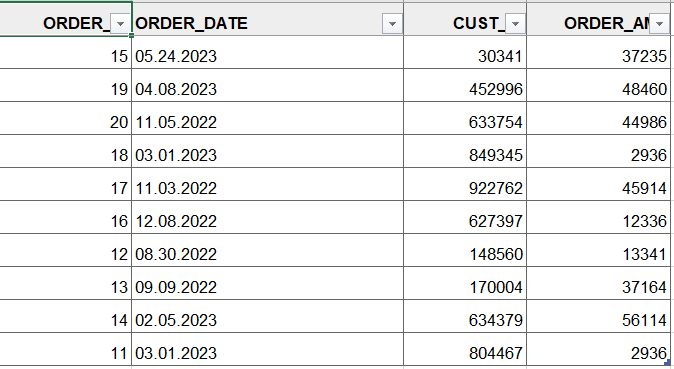 ORDER_ ORDER_DATE CUST_ ORDER_AM
15 05.24.2023 30341 37235
19 04.08.2023 452996 48460
20 11.05.2022 633754 44986
18 03.01.2023 849345 2936
17 11.03.2022 922762 45914
16 12.08.2022 627397 12336
12 08.30.2022 148560 13341
13 09.09.2022 170004 37164
14 02.05.2023 634379 56114
11 03.01.2023 804467 2936